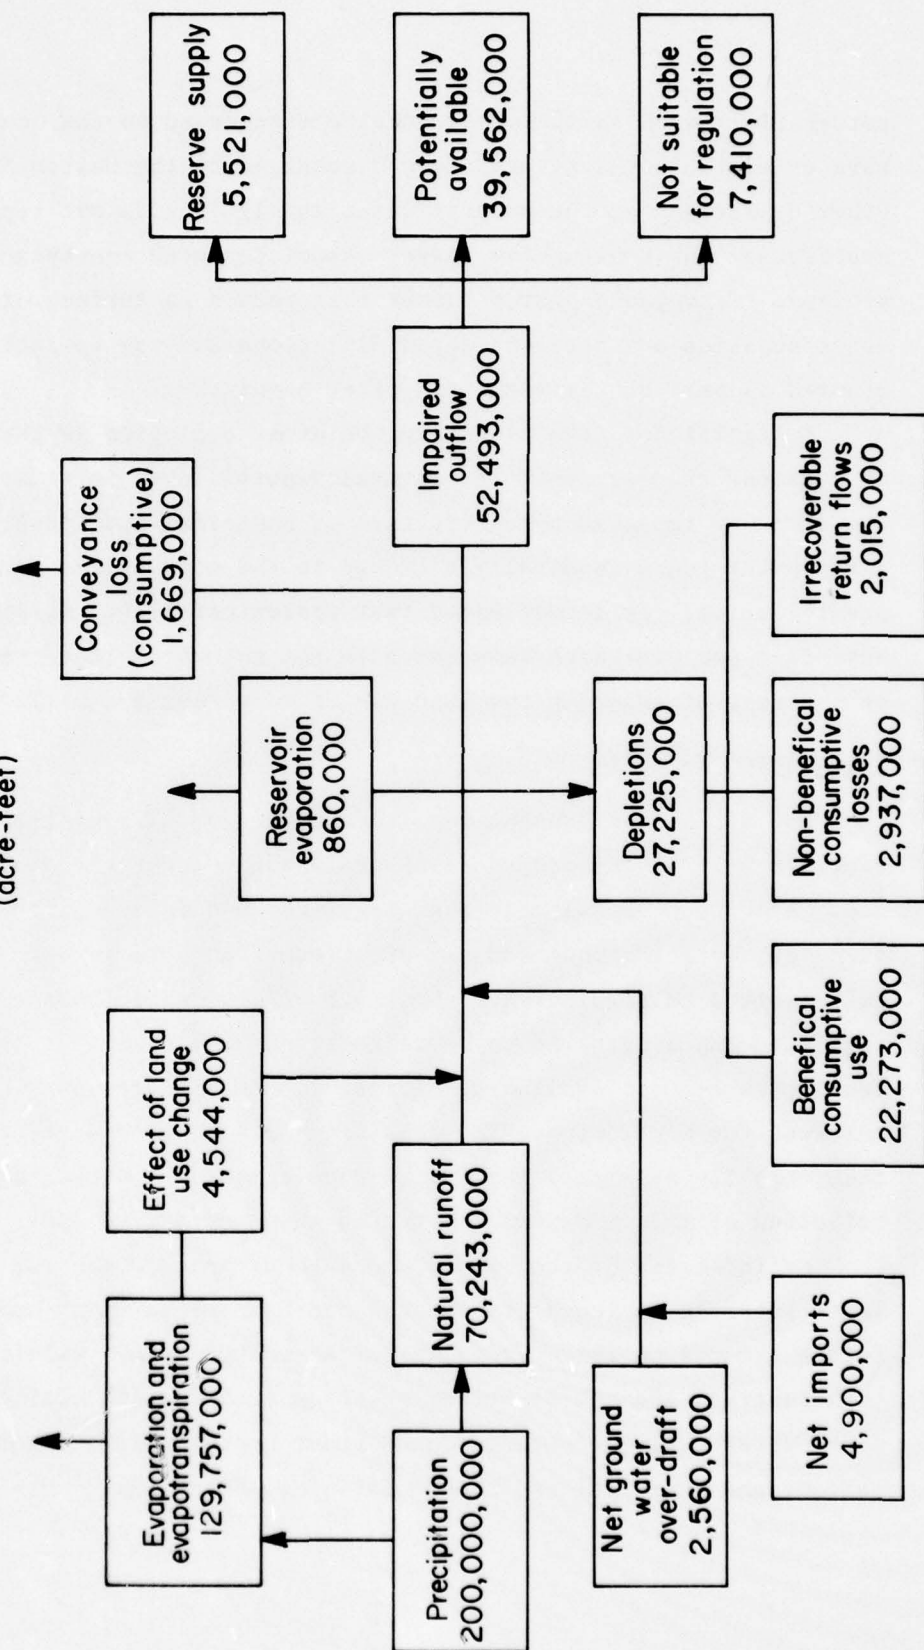 (acre-feet)
Evaporation and
evapotranspiration
129,757,000
Effect of land
use change
4,544,000
Reservoir
evaporation
860,000
Conveyance
loss
(consumptive)
1,669,000
Reserve supply
5,521,000
Precipitation
200,000,000
Natural runoff
70,243,000
Impaired
outflow
52,493,000
Potentially
available
39,562,000
Net ground
water
over-draft
2,560,000
Depletions
27,225,000
Not suitable
for regulation
7,410,000
Net imports
4,900,000
Benefical
consumptive
use
22,273,000
Non-benefical
consumptive
losses
2,937,000
Irrecoverable
return flows
2,015,000